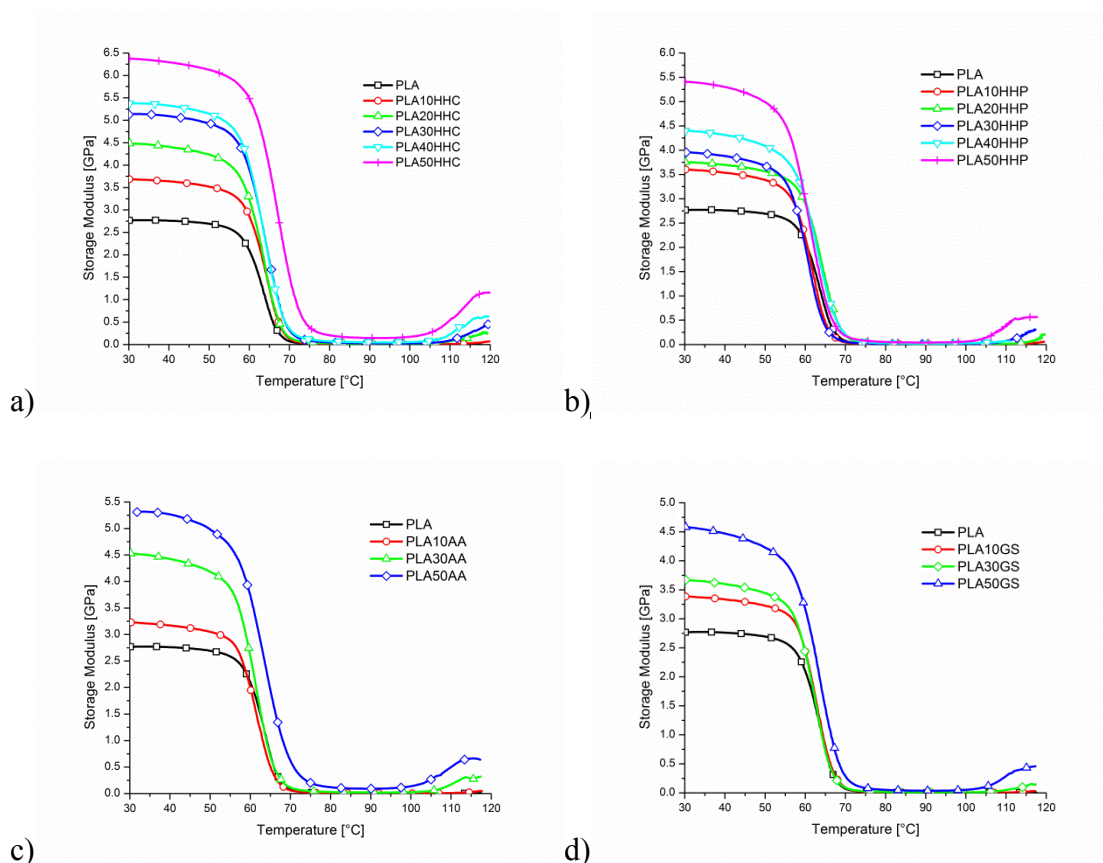 6.5
6.0
5.5
5.0
4.5
4.0
3.5
3.0
2.5
2.0
1.5
1.0
0.5
0.0
Storage Modulus [GPa]
PLA
PLA10HHC
PLA20HHC
PLA30HHC
PLA40HHC
PLA50HHC
30 40 50 60 70 80 90 100 110 120
Temperature [°C]
a)
6.0
5.5
5.0
4.5
4.0
3.5
3.0
2.5
2.0
1.5
1.0
0.5
0.0
Storage Modulus [GPa]
PLA
PLA10HHP
PLA20HHP
PLA30HHP
PLA40HHP
PLA50HHP
30 40 50 60 70 80 90 100 110 120
Temperature [°C]
b)
5.5
5.0
4.5
4.0
3.5
3.0
2.5
2.0
1.5
1.0
0.5
0.0
Storage Modulus [GPa]
PLA
PLA10AA
PLA30AA
PLA50AA
30 40 50 60 70 80 90 100 110 120
Temperature [°C]
c)
5.0
4.5
4.0
3.5
3.0
2.5
2.0
1.5
1.0
0.5
0.0
Storage Modulus [GPa]
PLA
PLA10GS
PLA30GS
PLA50GS
30 40 50 60 70 80 90 100 110 120
Temperature [°C]
d)